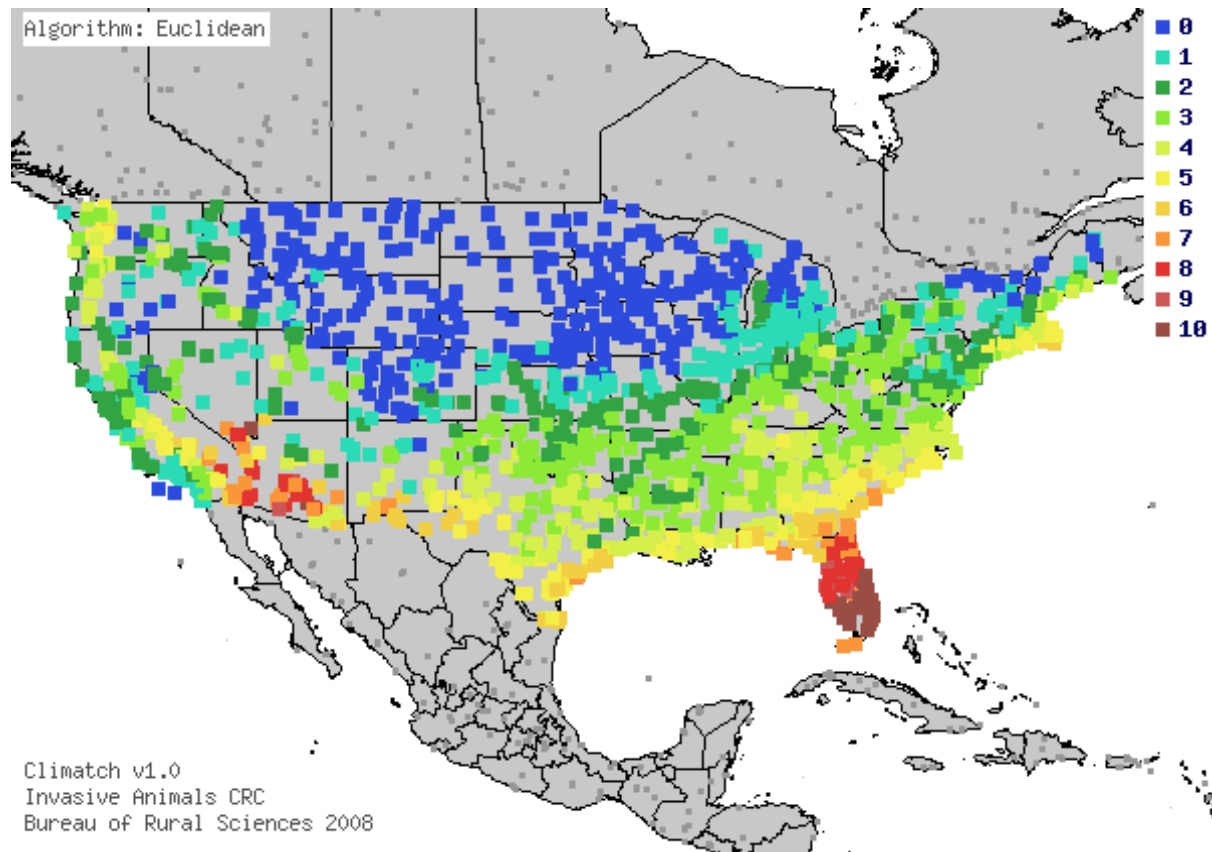 Algorithm: Euclidean
0
1
2
3
4
5
6
7
8
9
10
Climatch v1.0
Invasive Animals CRC
Bureau of Rural Sciences 2008